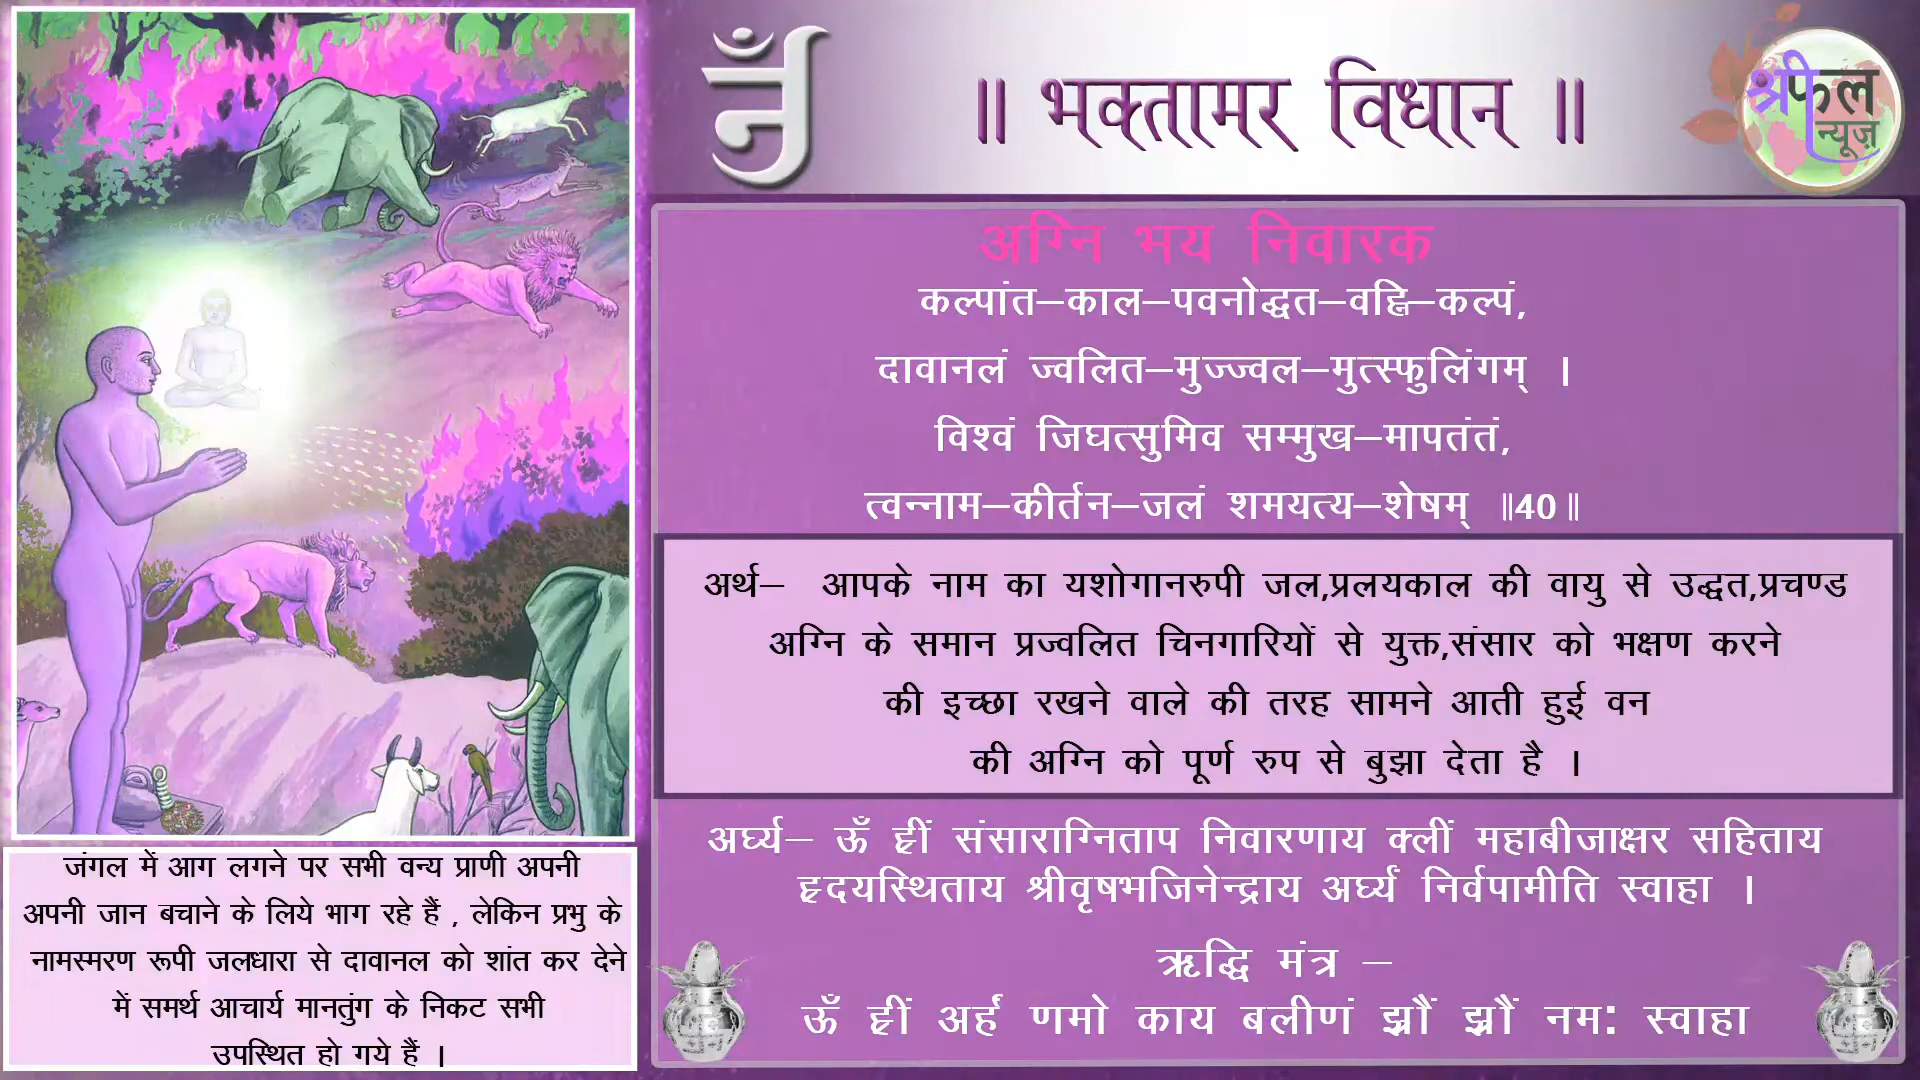 ॥ भक्तामर विधान ॥
श्रीफल
न्यूज़
अग्नि भय निवारक
कल्पांत–काल–पवनोद्धत–वह्नि–कल्पं,
दावानलं ज्वलित–मुज्ज्वल–मुत्स्फुलिंगम् ।
विश्वं जिघत्सुमिव सम्मुख–मापतंतं,
त्वन्नाम–कीर्तन–जलं शमयत्य–शेषम् ॥40॥
अर्थ– आपके नाम का यशोगानरुपी जल,प्रलयकाल की वायु से उद्धत,प्रचण्ड
अग्नि के समान प्रज्वलित चिनगारियों से युक्त,संसार को भक्षण करने
की इच्छा रखने वाले की तरह सामने आती हुई वन
की अग्नि को पूर्ण रुप से बुझा देता है ।
अर्घ्य– ऊँ ह्रीं संसाराग्निताप निवारणाय क्लीं महाबीजाक्षर सहिताय
हृदयस्थिताय श्रीवृषभजिनेन्द्राय अर्घ्यं निर्वपामीति स्वाहा ।
ऋद्धि मंत्र –
ऊँ ह्रीं अर्हं णमो काय बलीणं झ्रौं झ्रौं नमः स्वाहा
जंगल में आग लगने पर सभी वन्य प्राणी अपनी
अपनी जान बचाने के लिये भाग रहे हैं , लेकिन प्रभु के
नामस्मरण रूपी जलधारा से दावानल को शांत कर देने
में समर्थ आचार्य मानतुंग के निकट सभी
उपस्थित हो गये हैं ।